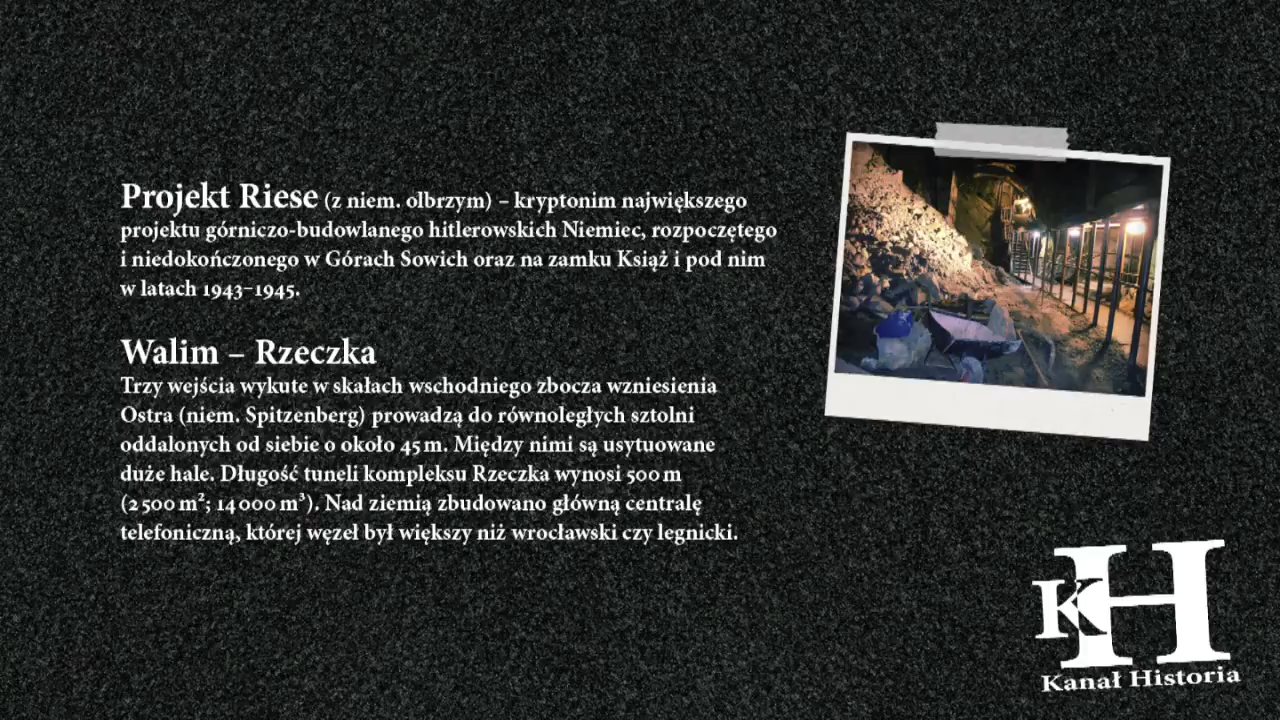 Projekt Riese (z niem. olbrzym) – kryptonim największego
projektu górniczo-budowlanego hitlerowskich Niemiec, rozpoczętego
i niedokończonego w Górach Sowich oraz na zamku Książ i pod nim
w latach 1943–1945.
Walim – Rzeczka
Trzy wejścia wykute w skałach wschodniego zbocza wzniesienia
Ostra (niem. Spitzenberg) prowadzą do równoległych sztolni
oddalonych od siebie o około 45 m. Między nimi są usytuowane
duże hale. Długość tuneli kompleksu Rzeczka wynosi 500 m
(2 500 m²; 14 000 m³). Nad ziemią zbudowano główną centralę
telefoniczną, której węzeł był większy niż wrocławski czy legnicki.
KH
Kanał Historia